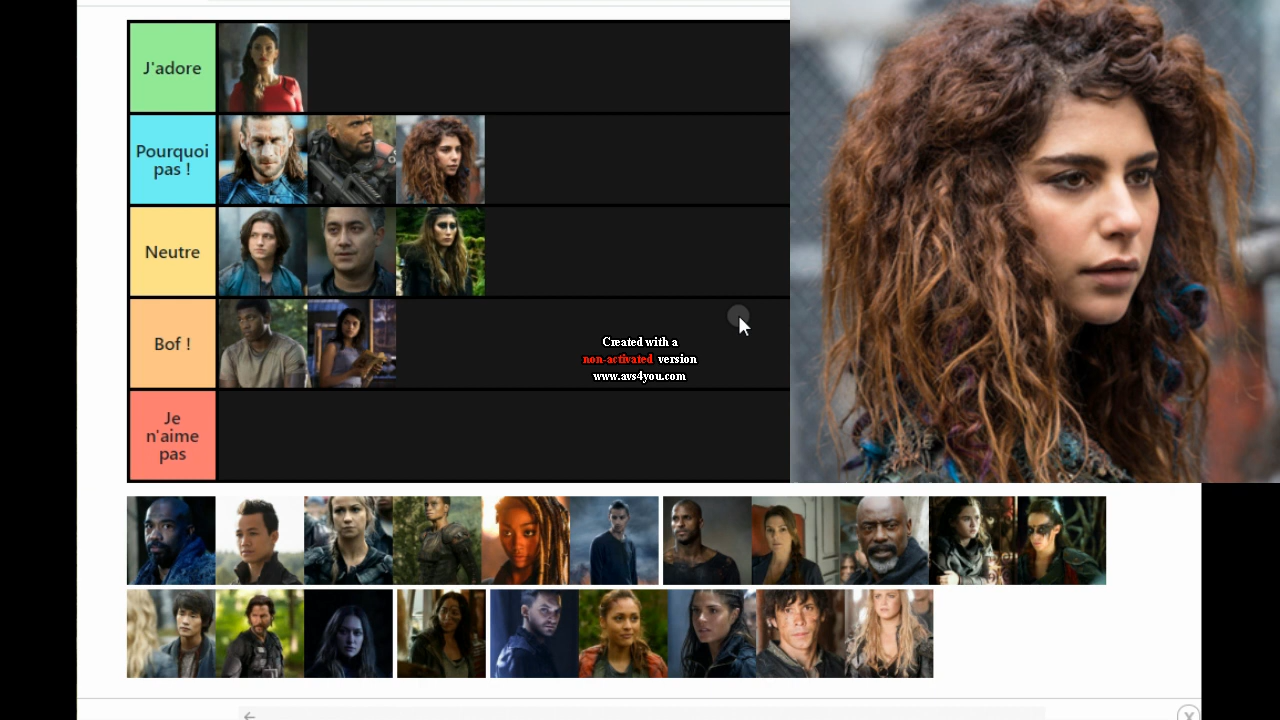 J'adore
Pourquoi
pas !
Neutre
Bof !
Je
n'aime
pas
Created with a
non-activated version
www.avs4you.com